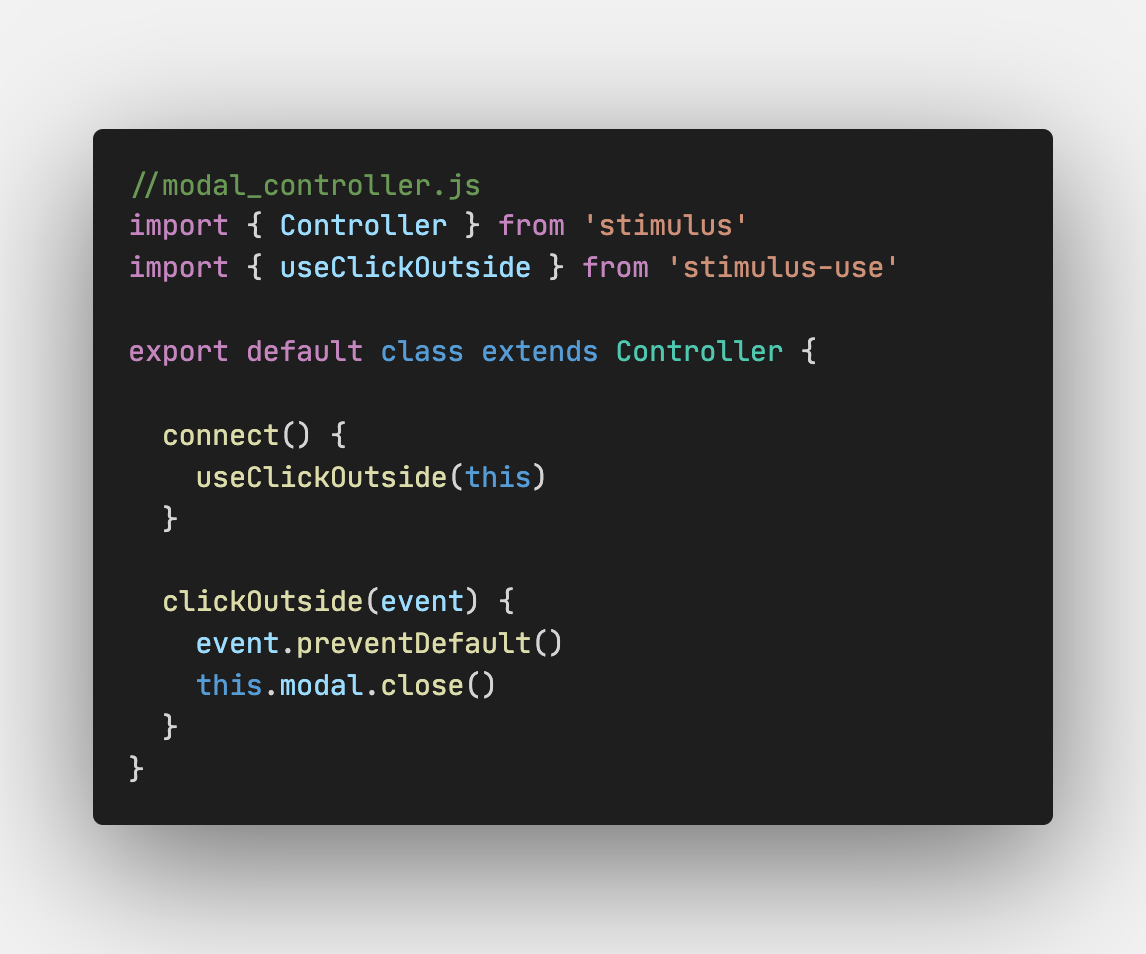 //modal_controller.js
import { Controller } from 'stimulus'
import { useClickOutside } from 'stimulus-use'
export default class extends Controller {
connect() {
useClickOutside(this)
}
clickOutside(event) {
event.preventDefault()
this.modal.close()
}
}